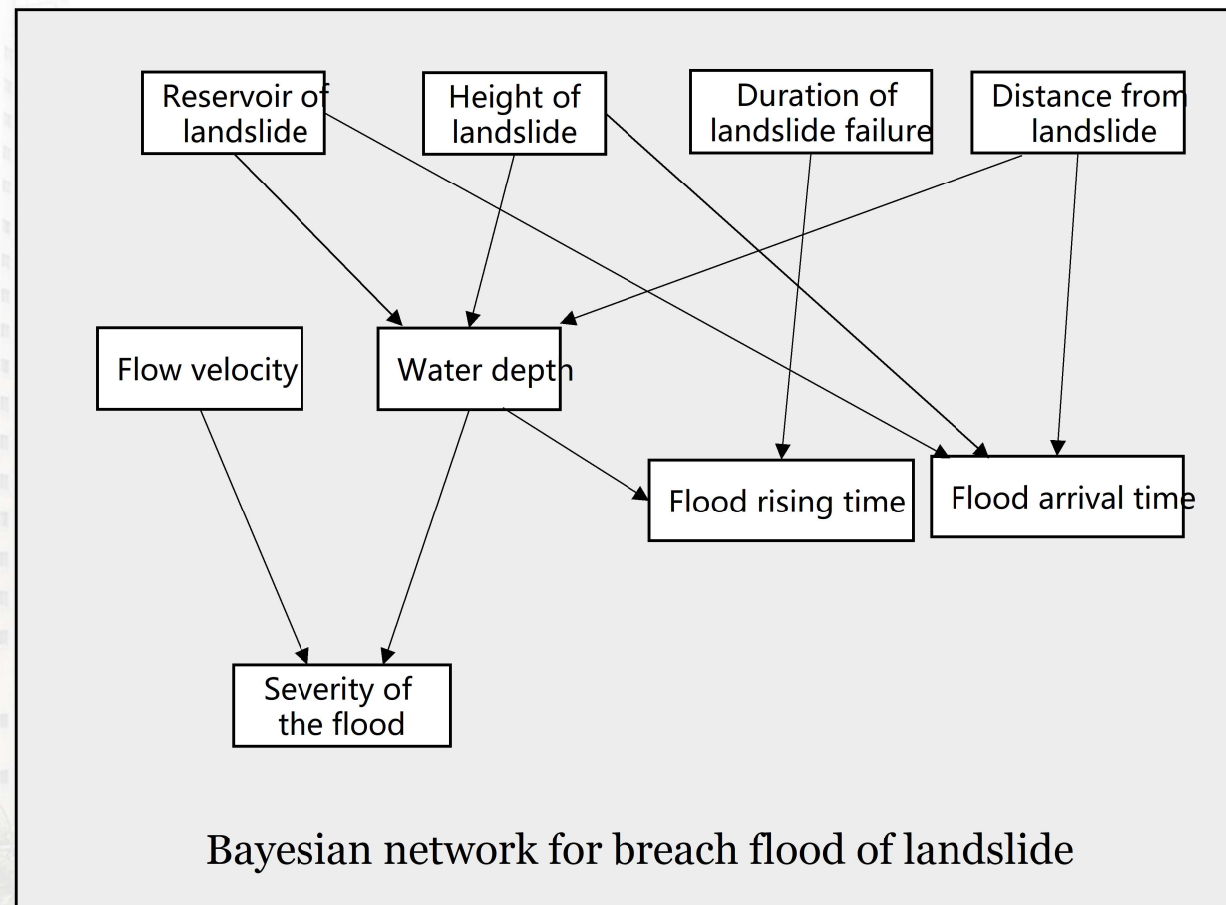 Reservoir of
landslide
Height of
landslide
Duration of
landslide failure
Distance from
landslide
Flow velocity
Water depth
Flood rising time
Flood arrival time
Severity of
the flood
Bayesian network for breach flood of landslide